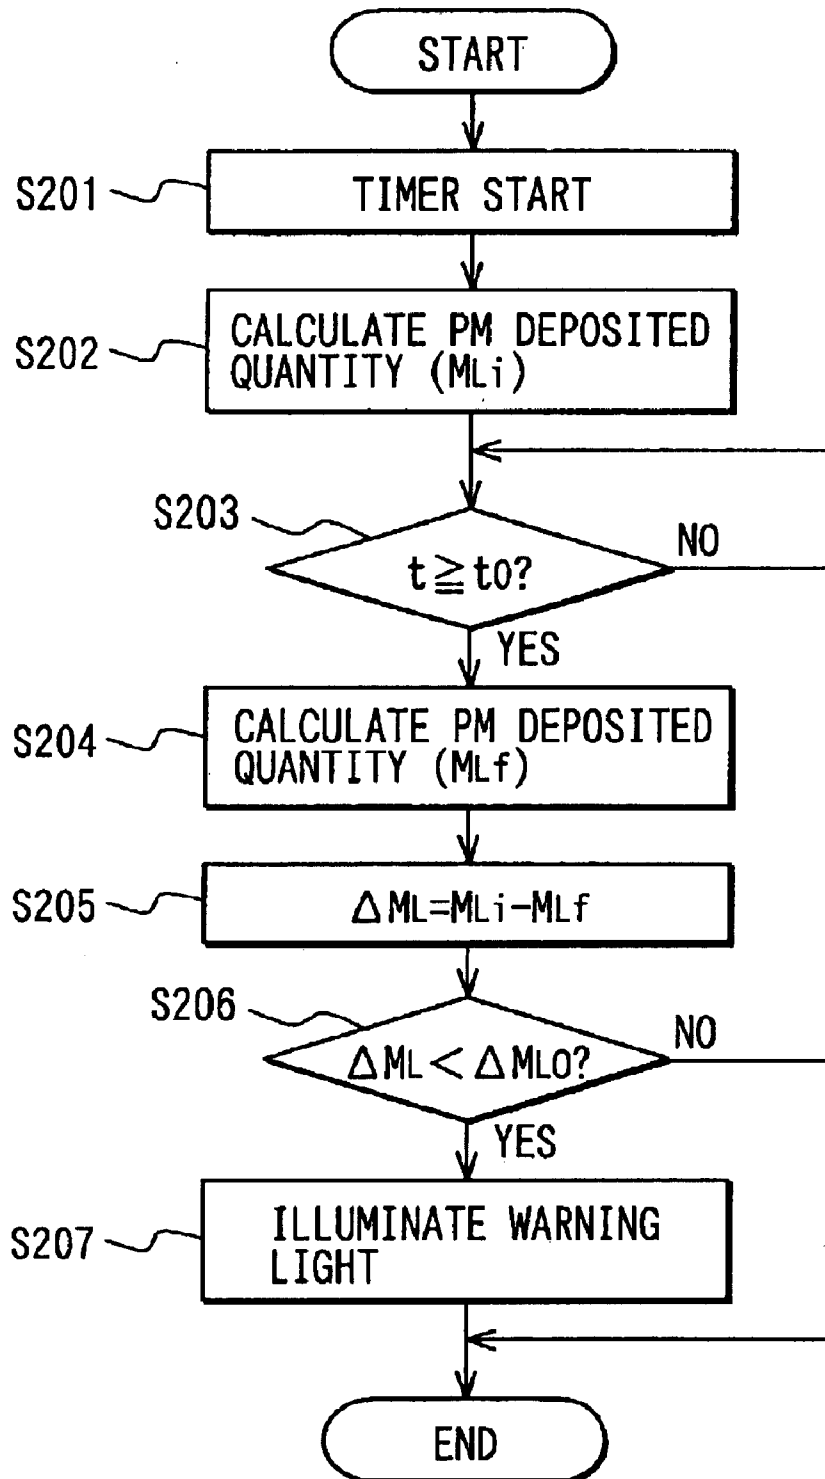 START
S201
TIMER START
S202
CALCULATE PM DEPOSITED
QUANTITY (MLi)
S203
t≧t0?
NO
YES
S204
CALCULATE PM DEPOSITED
QUANTITY (MLf)
S205
ΔML=MLi-MLf
S206
ΔML<ΔML0?
NO
YES
S207
ILLUMINATE WARNING
LIGHT
END